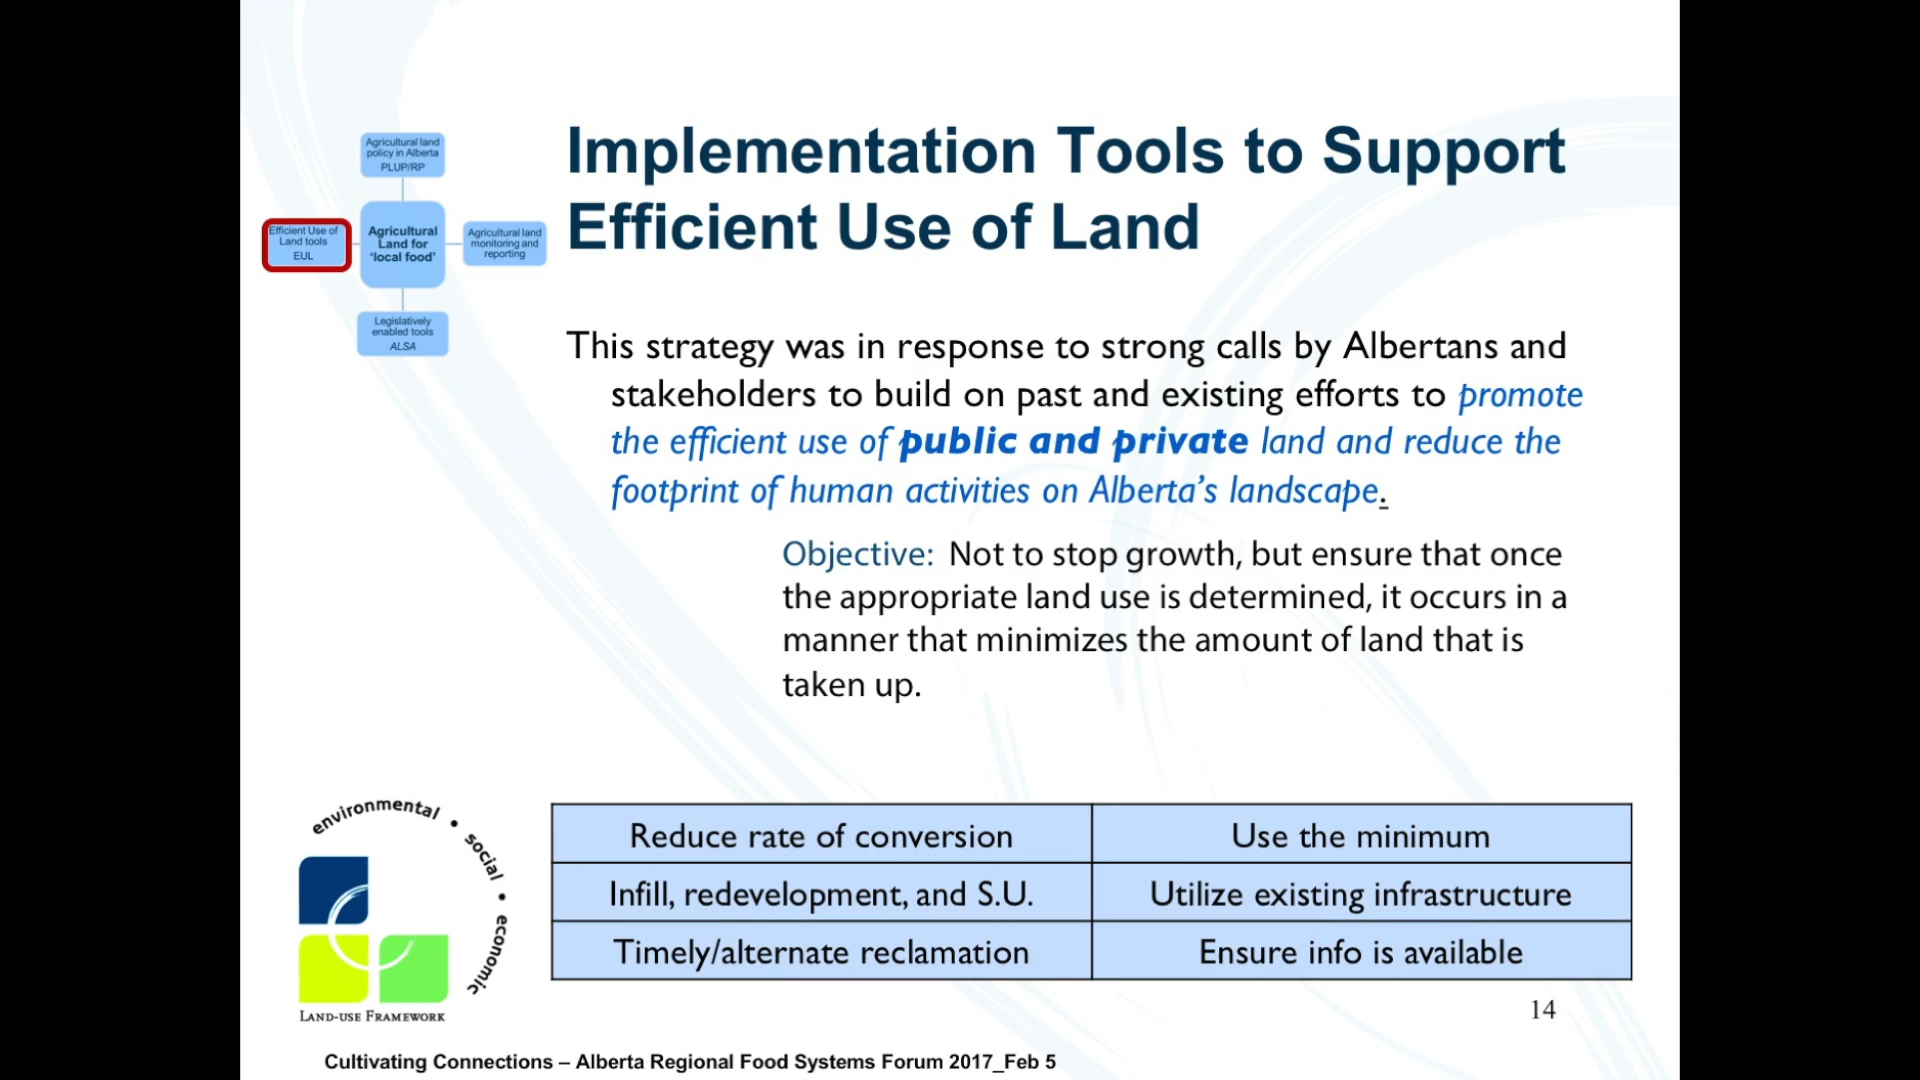 Implementation Tools to Support
Efficient Use of Land
Agricultural land
policy in Alberta
PLUP/RP
Efficient Use of
Land tools
EUL
Agricultural
Land for
‘local food’
Agricultural land
monitoring and
reporting
Legislatively
enabled tools
ALSA
This strategy was in response to strong calls by Albertans and
stakeholders to build on past and existing efforts to promote
the efficient use of public and private land and reduce the
footprint of human activities on Alberta’s landscape.
Objective: Not to stop growth, but ensure that once
the appropriate land use is determined, it occurs in a
manner that minimizes the amount of land that is
taken up.
environmental • social • economic
LAND-USE FRAMEWORK
Reduce rate of conversion
Use the minimum
Infill, redevelopment, and S.U.
Utilize existing infrastructure
Timely/alternate reclamation
Ensure info is available
14
Cultivating Connections – Alberta Regional Food Systems Forum 2017_Feb 5